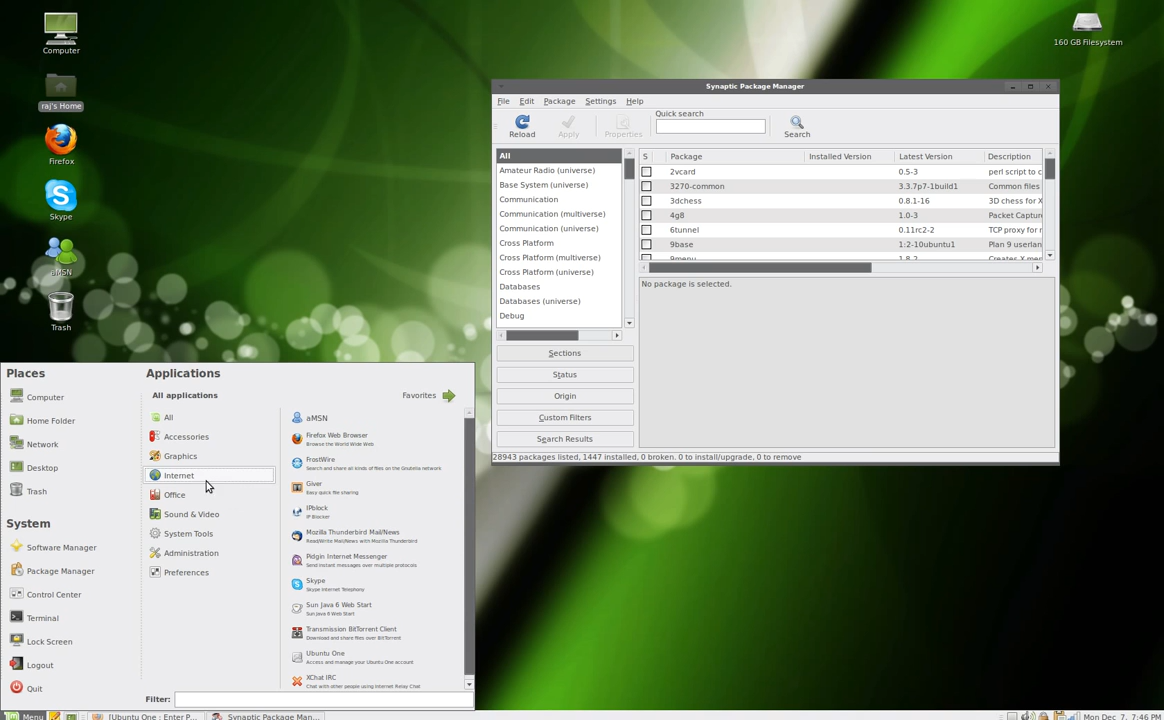 Computer
raj's Home
Firefox
Skype
aMSN
Trash
160 GB Filesystem
Synaptic Package Manager
File Edit Package Settings Help
Reload
Apply
Properties
Quick search
Search
All
Amateur Radio (universe)
Base System (universe)
Communication
Communication (multiverse)
Communication (universe)
Cross Platform
Cross Platform (multiverse)
Cross Platform (universe)
Databases
Databases (universe)
Debug
Sections
Status
Origin
Custom Filters
Search Results
S Package Installed Version Latest Version Description
2vcard 0.5-3 perl script to c
3270-common 3.3.7p7-1build1 Common files
3dchess 0.8.1-16 3D chess for X
4g8 1.0-3 Packet Captur
6tunnel 0.11rc2-2 TCP proxy for r
9base 1:2-10ubuntu1 Plan 9 userlan
9menu 1.8-2 Creates X me
No package is selected.
28943 packages listed, 1447 installed, 0 broken. 0 to install/upgrade, 0 to remove
Places
Computer
Home Folder
Network
Desktop
Trash
System
Software Manager
Package Manager
Control Center
Terminal
Lock Screen
Logout
Quit
Applications
All applications
Favorites
All
Accessories
Graphics
Internet
Office
Sound & Video
System Tools
Administration
Preferences
aMSN
Firefox Web Browser
Browse the World Wide Web
FrostWire
Search and share all kinds of files on the Gnutella network
Giver
Easy quick file sharing
IPblock
IP Blocker
Mozilla Thunderbird Mail/News
Read/Write Mail/News with Mozilla Thunderbird
Pidgin Internet Messenger
Send instant messages over multiple protocols
Skype
Skype Internet Telephony
Sun Java 6 Web Start
Sun Java 6 Web Start
Transmission BitTorrent Client
Download and share files over BitTorrent
Ubuntu One
Access and manage your Ubuntu One account
XChat IRC
Chat with other people using Internet Relay Chat
Filter:
Menu
[Ubuntu One : Enter P...
Synaptic Package Man...
Mon Dec 7, 7:46 PM